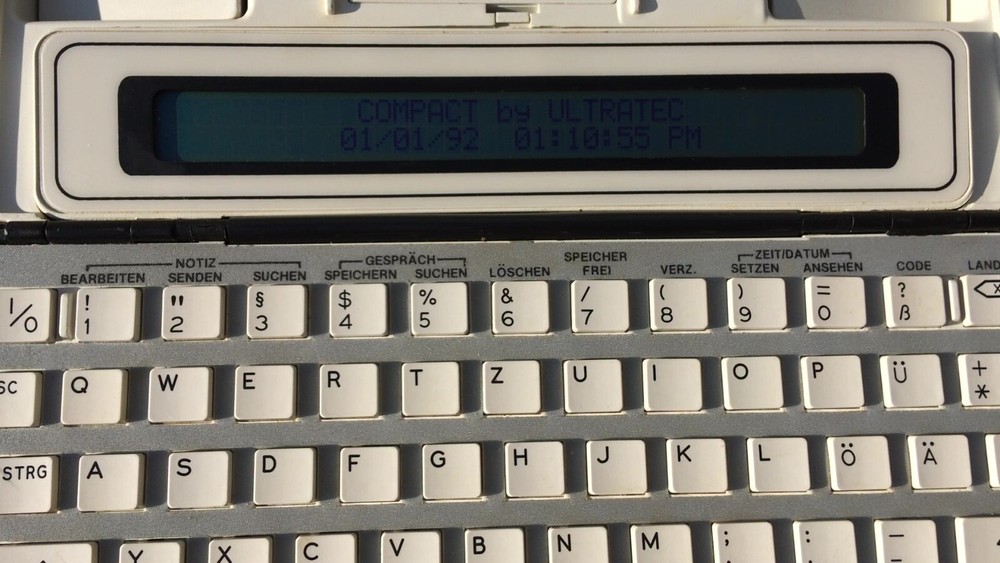 COMPACT by ULTRATEC
01/01/92 01:10:55 PM
NOTIZ GESPRÄCH SPEICHER ZEIT/DATUM
BEARBEITEN SENDEN SUCHEN SPEICHERN SUCHEN LÖSCHEN FREI VERZ. SETZEN ANSEHEN CODE LAND
! " § $ % & / ( ) = ?
I/O 1 2 3 4 5 6 7 8 9 0 ß
SC Q W E R T Z U I O P Ü + *
STRG A S D F G H J K L Ö Ä
Y X C V B N M ; , : . _ -